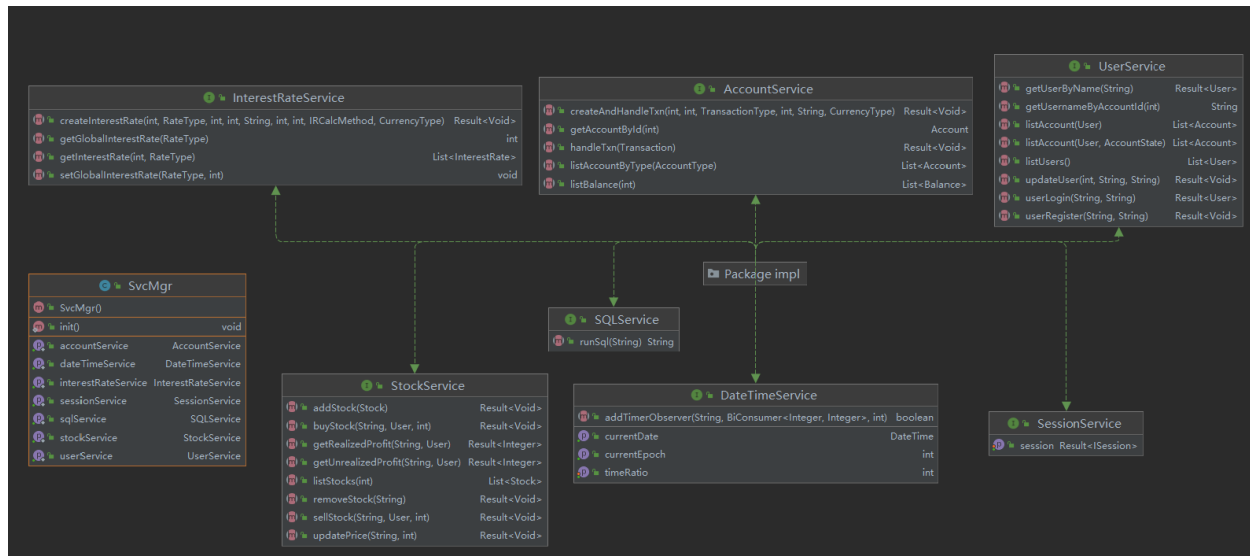 InterestRateService
createInterestRate(int, RateType, int, int, String, int, int, IRCalcMethod, CurrencyType) Result<Void>
getGlobalInterestRate(RateType) int
getInterestRate(int, RateType) List<InterestRate>
setGlobalInterestRate(RateType, int) void
AccountService
createAndHandleTxn(int, int, TransactionType, int, String, CurrencyType) Result<Void>
getAccountById(int) Account
handleTxn(Transaction) Result<Void>
listAccountByType(AccountType) List<Account>
listBalance(int) List<Balance>
UserService
getUserByName(String) Result<User>
getUsernameByAccountId(int) String
listAccount(User) List<Account>
listAccount(User, AccountState) List<Account>
listUsers() List<User>
updateUser(int, String, String) Result<Void>
userLogin(String, String) Result<User>
userRegister(String, String) Result<Void>
Package impl
SvcMgr
SvcMgr()
init() void
accountService AccountService
dateTimeService DateTimeService
interestRateService InterestRateService
sessionService SessionService
sqlService SQLService
stockService StockService
userService UserService
SQLService
runSql(String) String
StockService
addStock(Stock) Result<Void>
buyStock(String, User, int) Result<Void>
getRealizedProfit(String, User) Result<Integer>
getUnrealizedProfit(String, User) Result<Integer>
listStocks(int) List<Stock>
removeStock(String) Result<Void>
sellStock(String, User, int) Result<Void>
updatePrice(String, int) Result<Void>
DateTimeService
addTimerObserver(String, BiConsumer<Integer, Integer>, int) boolean
currentDate DateTime
currentEpoch int
timeRatio int
SessionService
session Result<ISession>